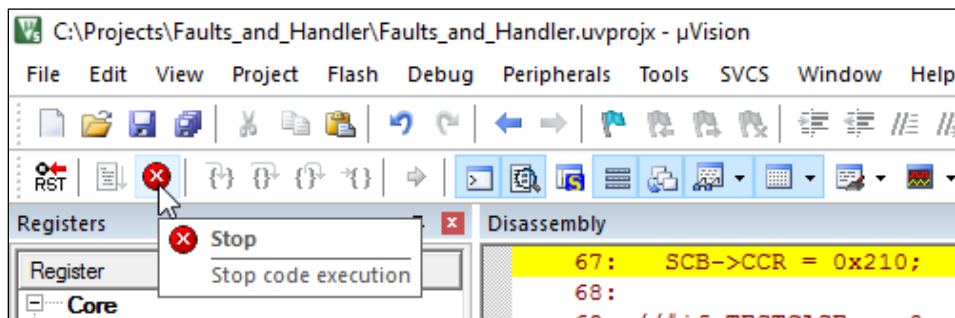 C:\Projects\Faults_and_Handler\Faults_and_Handler.uvprojx - µVision
File Edit View Project Flash Debug Peripherals Tools SVCS Window Help
RST
Registers
Disassembly
Stop
Stop code execution
Register
67: SCB->CCR = 0x210;
68:
Core